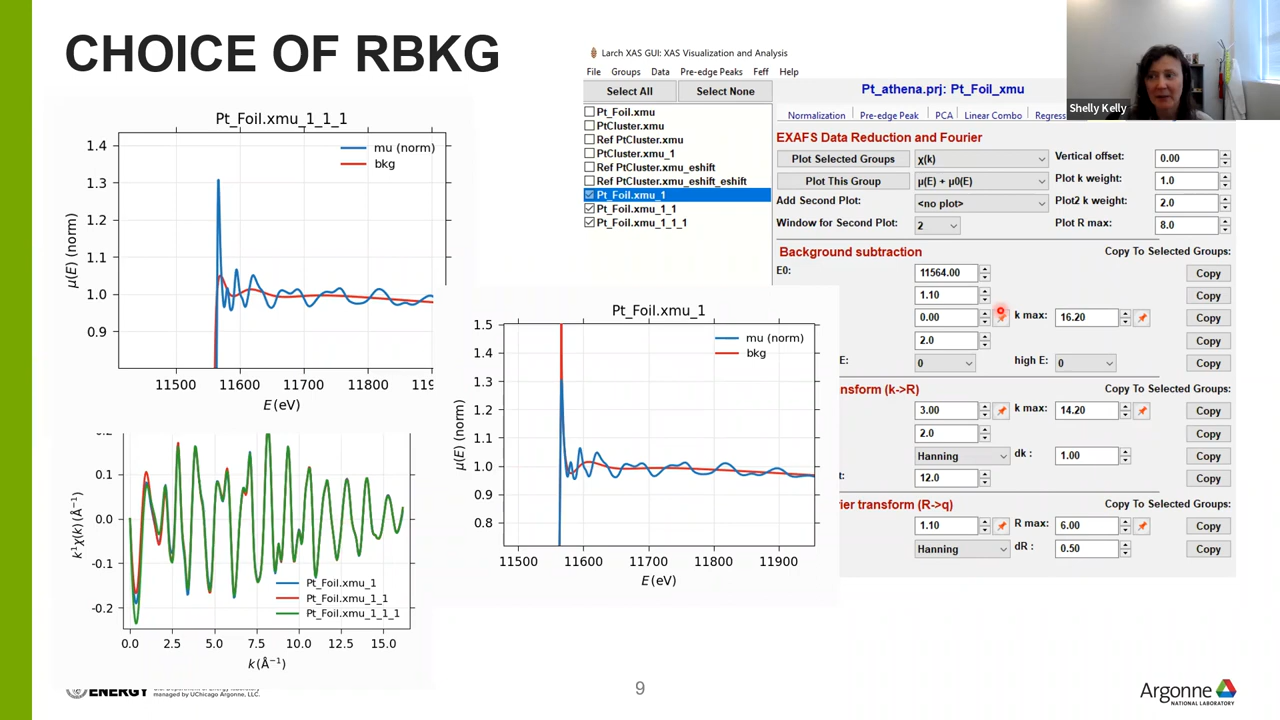 CHOICE OF RBKG
Larch XAS GUI: XAS Visualization and Analysis
File Groups Data Pre-edge Peaks Feff Help
Select All Select None
Pt_Foil.xmu
PtCluster.xmu
Ref PtFoil.xmu
PtCluster.xmu_1
Ref PtCluster.xmu_eshift
Ref PtCluster.xmu_eshift_eshift
Pt_Foil.xmu_1
Pt_Foil.xmu_1_1
Pt_Foil.xmu_1_1_1
Pt_athena.prj: Pt_Foil_xmu
Normalization Pre-edge Peak PCA Linear Combo Regress
Shelly Kelly
EXAFS Data Reduction and Fourier
Plot Selected Groups χ(k) Vertical offset: 0.00
Plot This Group μ(E) + μ0(E) Plot k weight: 1.0
Add Second Plot: <no plot> Plot2 k weight: 2.0
Window for Second Plot: 2 Plot R max: 8.0
Background subtraction Copy To Selected Groups:
E0: 11564.00 Copy
1.10 Copy
0.00 k max: 16.20 Copy
2.0 Copy
E: 0 high E: 0 Copy
nsform (k->R) Copy To Selected Groups:
3.00 k max: 14.20 Copy
2.0 Copy
Hanning dk : 1.00 Copy
t: 12.0 Copy
rier transform (R->q) Copy To Selected Groups:
1.10 R max: 6.00 Copy
Hanning dR : 0.50 Copy
Pt_Foil.xmu_1_1_1
mu (norm)
bkg
1.4
1.3
1.2
1.1
1.0
0.9
μ(E) (norm)
11500 11600 11700 11800 119
E (eV)
Pt_Foil.xmu_1
mu (norm)
bkg
1.5
1.4
1.3
1.2
1.1
1.0
0.9
0.8
μ(E) (norm)
11500 11600 11700 11800 11900
E (eV)
0.2
0.1
0.0
-0.1
-0.2
k¹χ(k) (Å⁻¹)
Pt_Foil.xmu_1
Pt_Foil.xmu_1_1
Pt_Foil.xmu_1_1_1
0.0 2.5 5.0 7.5 10.0 12.5 15.0
k (Å⁻¹)
ENERGY
managed by UChicago Argonne, LLC.
9
Argonne
NATIONAL LABORATORY